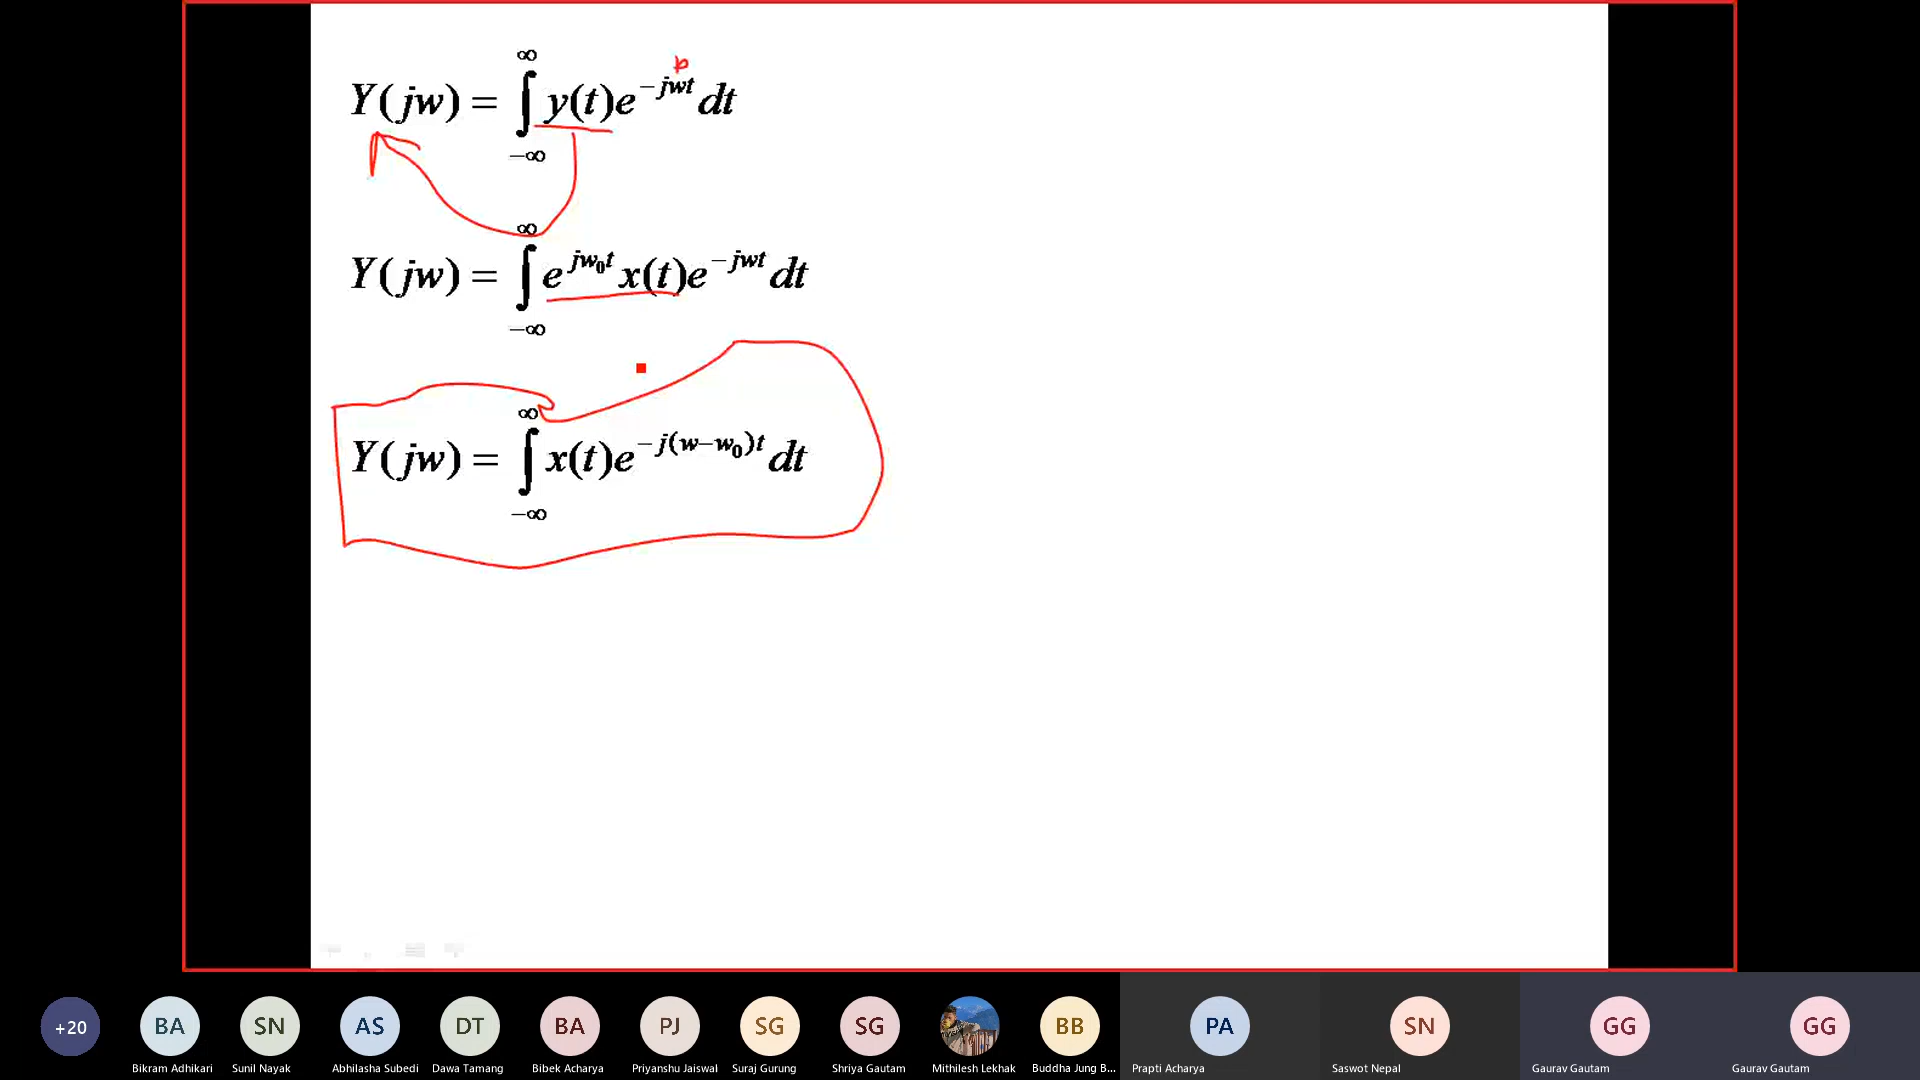 Y(jw) = ∫_{-∞}^{∞} y(t)e^{-jwt} dt
Y(jw) = ∫_{-∞}^{∞} e^{jw₀t} x(t)e^{-jwt} dt
Y(jw) = ∫_{-∞}^{∞} x(t)e^{-j(w-w₀)t} dt
+20 BA SN AS DT BA PJ SG SG BB PA SN GG GG
Bikram Adhikari Sunil Nayak Abhilasha Subedi Dawa Tamang Bibek Acharya Priyanshu Jaiswal Suraj Gurung Shriya Gautam Mithilesh Lekhak Buddha Jung B... Prapti Acharya Saswot Nepal Gaurav Gautam Gaurav Gautam